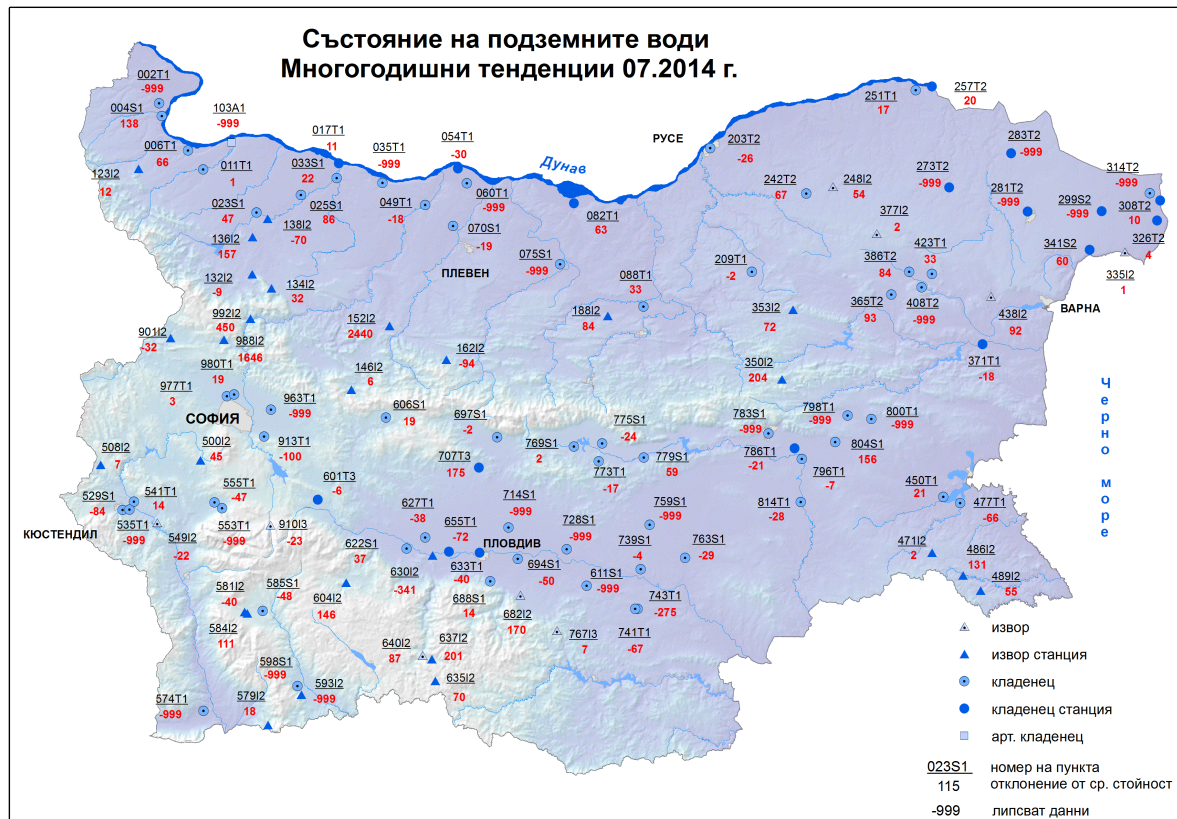 Състояние на подземните води
Многогодишни тенденции 07.2014 г.
002T1
-999
004S1
138
103A1
-999
006T1
66
011T1
1
123I2
12
017T1
11
033S1
22
035T1
-999
054T1
-30
Дунав
РУСЕ
203T2
-26
251T1
17
257T2
20
283T2
-999
314T2
-999
308T2
10
326T2
4
335I2
1
299S2
-999
281T2
-999
273T2
-999
248I2
54
242T2
67
377I2
2
423T1
33
386T2
84
341S2
60
ВАРНА
023S1
47
025S1
86
138I2
-70
136I2
157
049T1
-18
060T1
-999
070S1
-19
082T1
63
ПЛЕВЕН
075S1
-999
088T1
33
209T1
-2
365T2
93
408T2
-999
438I2
92
132I2
-9
134I2
32
992I2
450
988I2
1646
901I2
-32
152I2
2440
188I2
84
353I2
72
371T1
-18
162I2
-94
146I2
6
350I2
204
980T1
19
977T1
3
963T1
-999
СОФИЯ
606S1
19
697S1
-2
775S1
-24
783S1
-999
798T1
-999
800T1
-999
Черно море
500I2
45
913T1
-100
508I2
7
707T3
175
769S1
2
773T1
-17
779S1
59
786T1
-21
804S1
156
796T1
-7
601T3
-6
529S1
-84
541T1
14
555T1
-47
535T1
-999
КЮСТЕНДИЛ
549I2
-22
553T1
-999
910I3
-23
627T1
-38
714S1
-999
759S1
-999
814T1
-28
450T1
21
477T1
-66
655T1
-72
ПЛОВДИВ
728S1
-999
739S1
-4
763S1
-29
622S1
37
630I2
-341
633T1
-40
694S1
-50
611S1
-999
471I2
2
486I2
131
489I2
55
581I2
-40
585S1
-48
604I2
146
688S1
14
682I2
170
743T1
-275
741T1
-67
584I2
111
640I2
87
637I2
201
767I3
7
635I2
70
598S1
-999
593I2
-999
574T1
-999
579I2
18
извор
извор станция
кладенец
кладенец станция
арт. кладенец
023S1 номер на пункта
115 отклонение от ср. стойност
-999 липсват данни